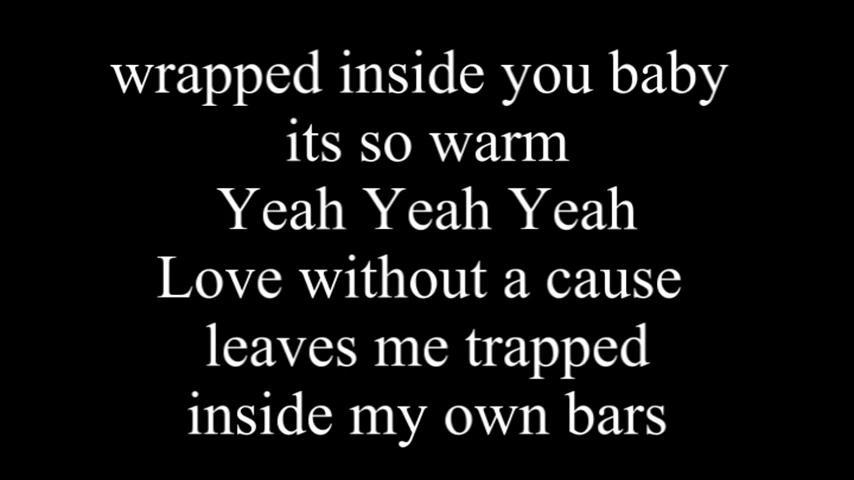 wrapped inside you baby
its so warm
Yeah Yeah Yeah
Love without a cause
leaves me trapped
inside my own bars